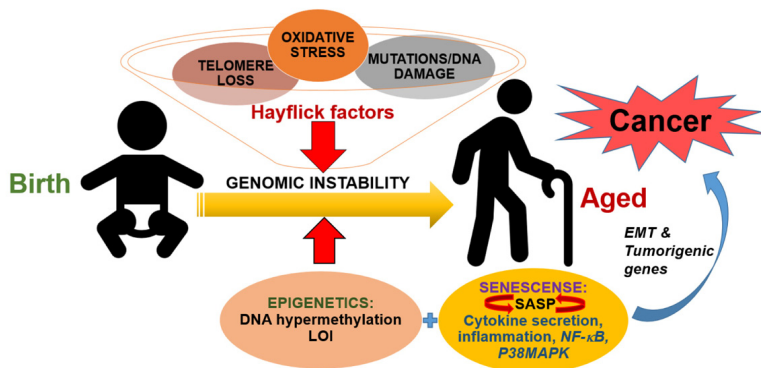 OXIDATIVE
STRESS
TELOMERE
LOSS
MUTATIONS/DNA
DAMAGE
Hayflick factors
Cancer
Birth
GENOMIC INSTABILITY
Aged
EMT &
Tumorigenic
genes
EPIGENETICS:
DNA hypermethylation
LOI
+
SENESCENSE:
SASP
Cytokine secretion,
inflammation, NF-κB,
P38MAPK